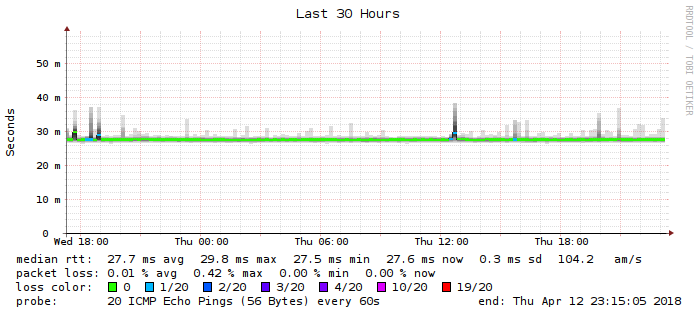 Last 30 Hours
RRDTOOL / TOBI OETIKER
Seconds
50 m
40 m
30 m
20 m
10 m
0
Wed 18:00 Thu 00:00 Thu 06:00 Thu 12:00 Thu 18:00
median rtt: 27.7 ms avg 29.8 ms max 27.5 ms min 27.6 ms now 0.3 ms sd 104.2 am/s
packet loss: 0.01 % avg 0.42 % max 0.00 % min 0.00 % now
loss color: 0 1/20 2/20 3/20 4/20 10/20 19/20
probe: 20 ICMP Echo Pings (56 Bytes) every 60s end: Thu Apr 12 23:15:05 2018